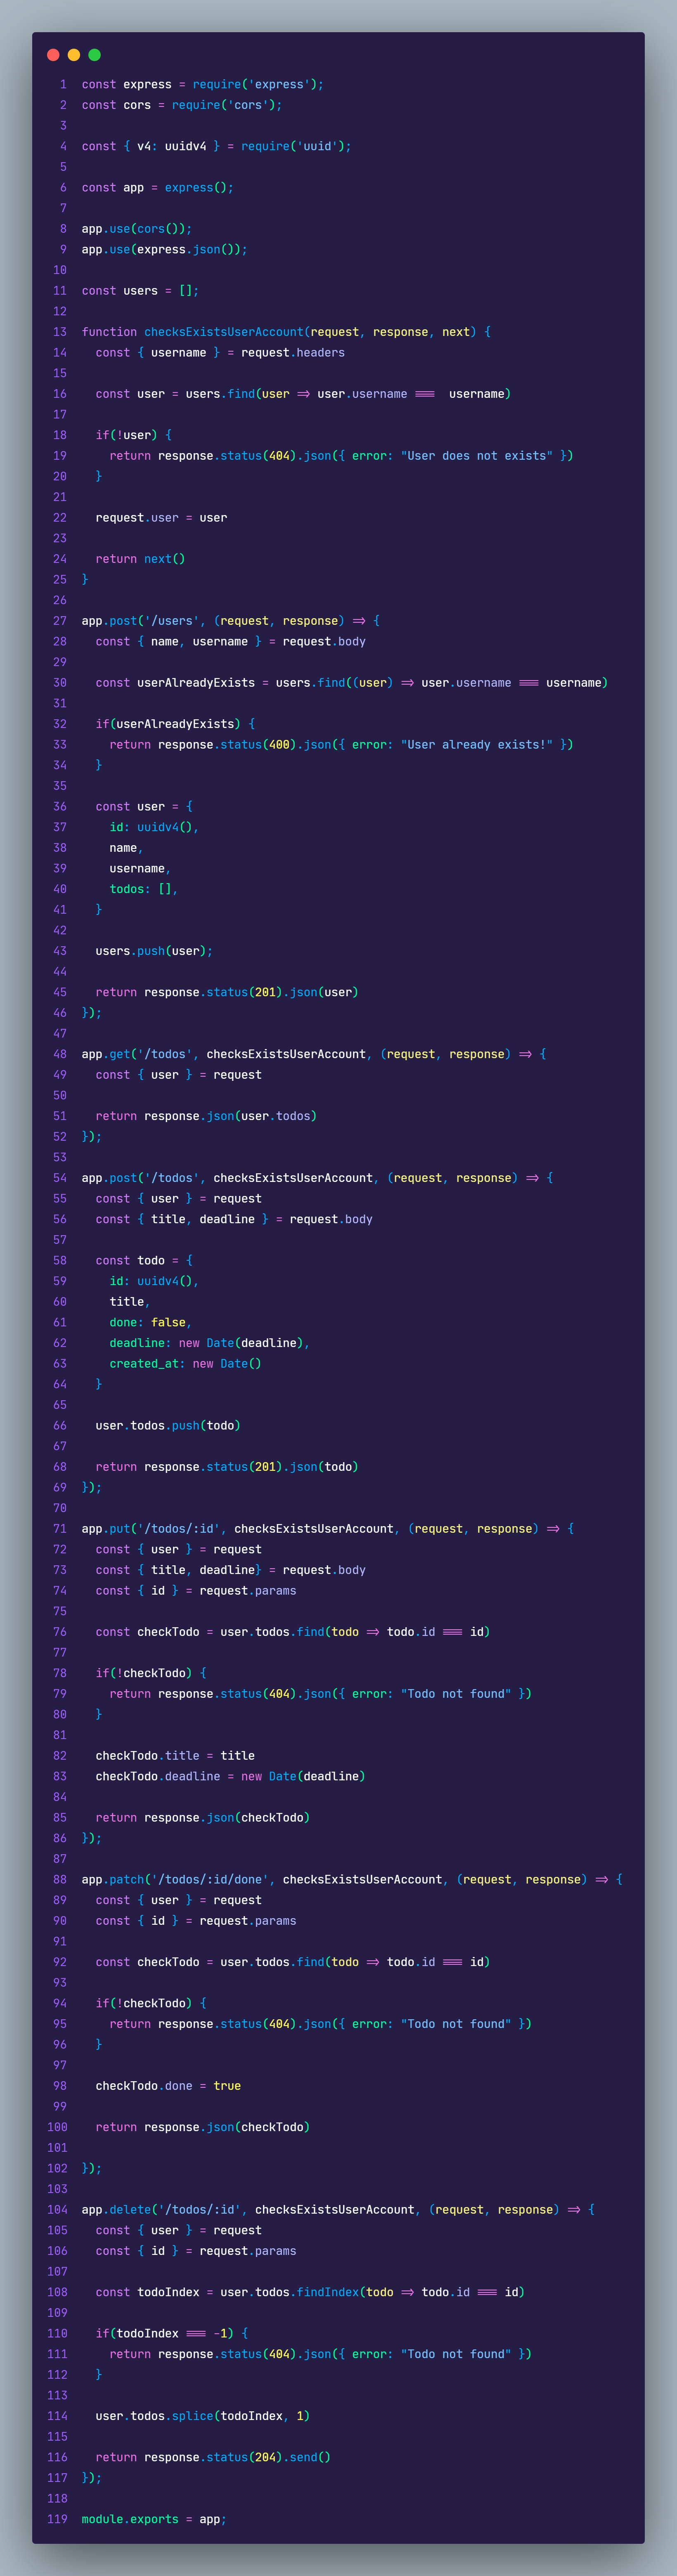 1 const express = require('express');
2 const cors = require('cors');
3
4 const { v4: uuidv4 } = require('uuid');
5
6 const app = express();
7
8 app.use(cors());
9 app.use(express.json());
10
11 const users = [];
12
13 function checksExistsUserAccount(request, response, next) {
14   const { username } = request.headers
15
16   const user = users.find(user => user.username ===  username)
17
18   if(!user) {
19     return response.status(404).json({ error: "User does not exists" })
20   }
21
22   request.user = user
23
24   return next()
25 }
26
27 app.post('/users', (request, response) => {
28   const { name, username } = request.body
29
30   const userAlreadyExists = users.find((user) => user.username === username)
31
32   if(userAlreadyExists) {
33     return response.status(400).json({ error: "User already exists!" })
34   }
35
36   const user = {
37     id: uuidv4(),
38     name,
39     username,
40     todos: [],
41   }
42
43   users.push(user);
44
45   return response.status(201).json(user)
46 });
47
48 app.get('/todos', checksExistsUserAccount, (request, response) => {
49   const { user } = request
50
51   return response.json(user.todos)
52 });
53
54 app.post('/todos', checksExistsUserAccount, (request, response) => {
55   const { user } = request
56   const { title, deadline } = request.body
57
58   const todo = {
59     id: uuidv4(),
60     title,
61     done: false,
62     deadline: new Date(deadline),
63     created_at: new Date()
64   }
65
66   user.todos.push(todo)
67
68   return response.status(201).json(todo)
69 });
70
71 app.put('/todos/:id', checksExistsUserAccount, (request, response) => {
72   const { user } = request
73   const { title, deadline} = request.body
74   const { id } = request.params
75
76   const checkTodo = user.todos.find(todo => todo.id === id)
77
78   if(!checkTodo) {
79     return response.status(404).json({ error: "Todo not found" })
80   }
81
82   checkTodo.title = title
83   checkTodo.deadline = new Date(deadline)
84
85   return response.json(checkTodo)
86 });
87
88 app.patch('/todos/:id/done', checksExistsUserAccount, (request, response) => {
89   const { user } = request
90   const { id } = request.params
91
92   const checkTodo = user.todos.find(todo => todo.id === id)
93
94   if(!checkTodo) {
95     return response.status(404).json({ error: "Todo not found" })
96   }
97
98   checkTodo.done = true
99
100   return response.json(checkTodo)
101
102 });
103
104 app.delete('/todos/:id', checksExistsUserAccount, (request, response) => {
105   const { user } = request
106   const { id } = request.params
107
108   const todoIndex = user.todos.findIndex(todo => todo.id === id)
109
110   if(todoIndex === -1) {
111     return response.status(404).json({ error: "Todo not found" })
112   }
113
114   user.todos.splice(todoIndex, 1)
115
116   return response.status(204).send()
117 });
118
119 module.exports = app;